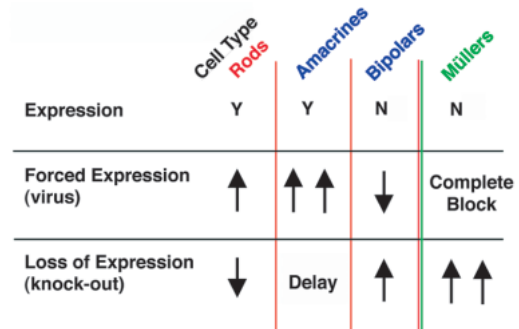 Cell Type
Rods
Amacrines
Bipolars
Müllers
Expression Y Y N N
Forced Expression
(virus)
Complete
Block
Loss of Expression
(knock-out)
Delay